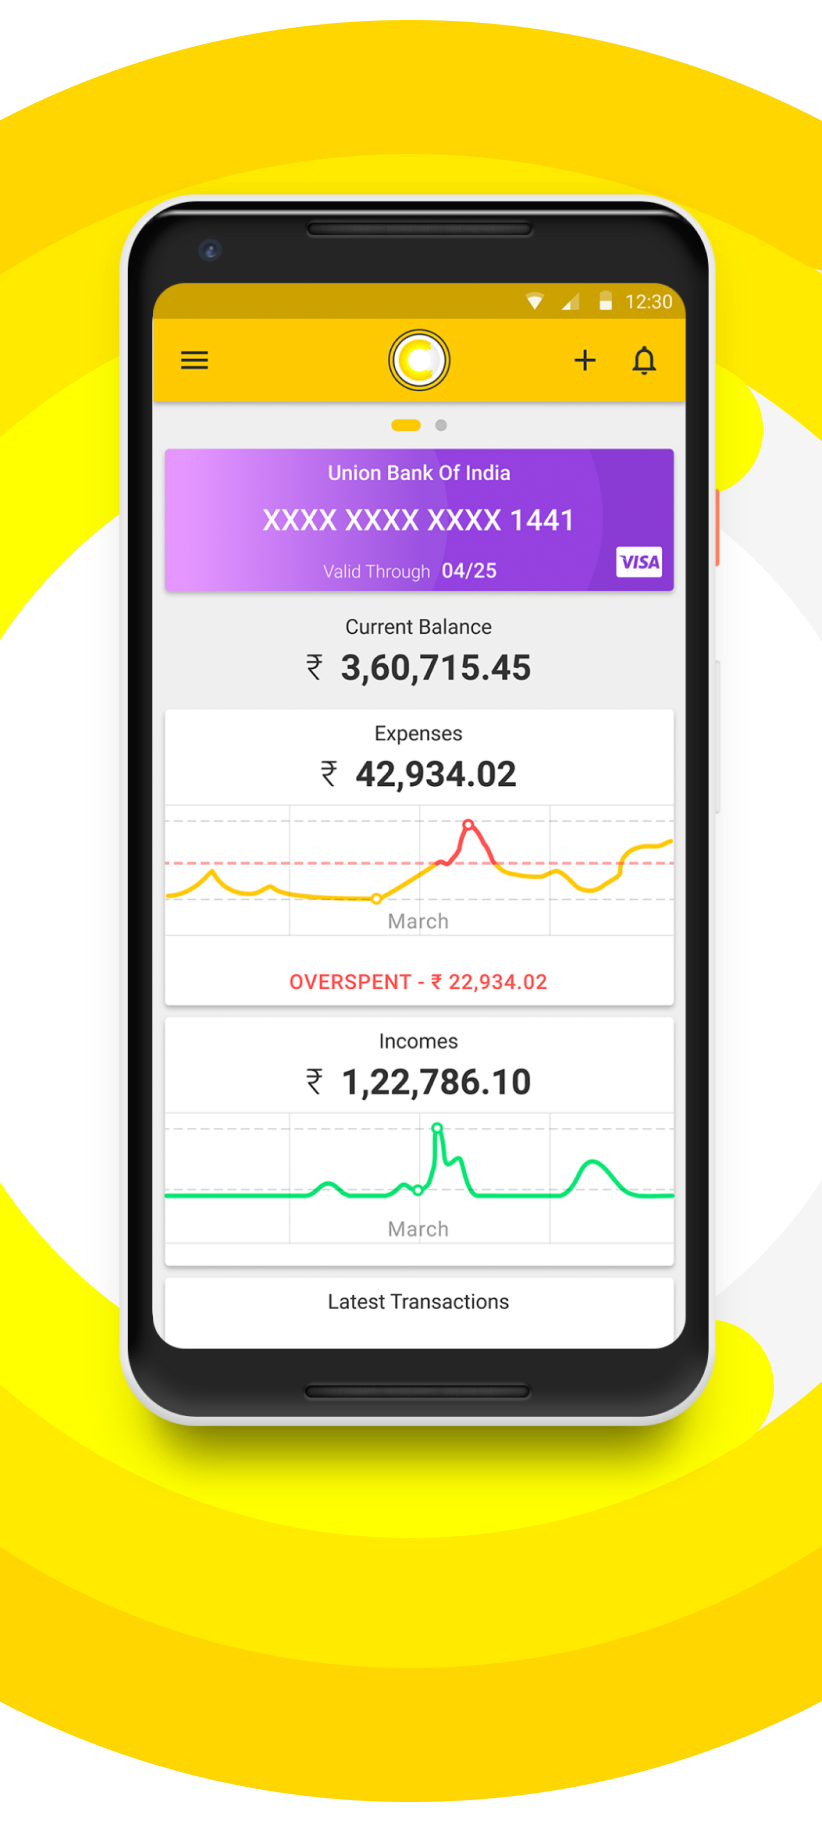 12:30
Union Bank Of India
XXXX XXXX XXXX 1441
Valid Through 04/25
VISA
Current Balance
₹ 3,60,715.45
Expenses
₹ 42,934.02
March
OVERSPENT - ₹ 22,934.02
Incomes
₹ 1,22,786.10
March
Latest Transactions